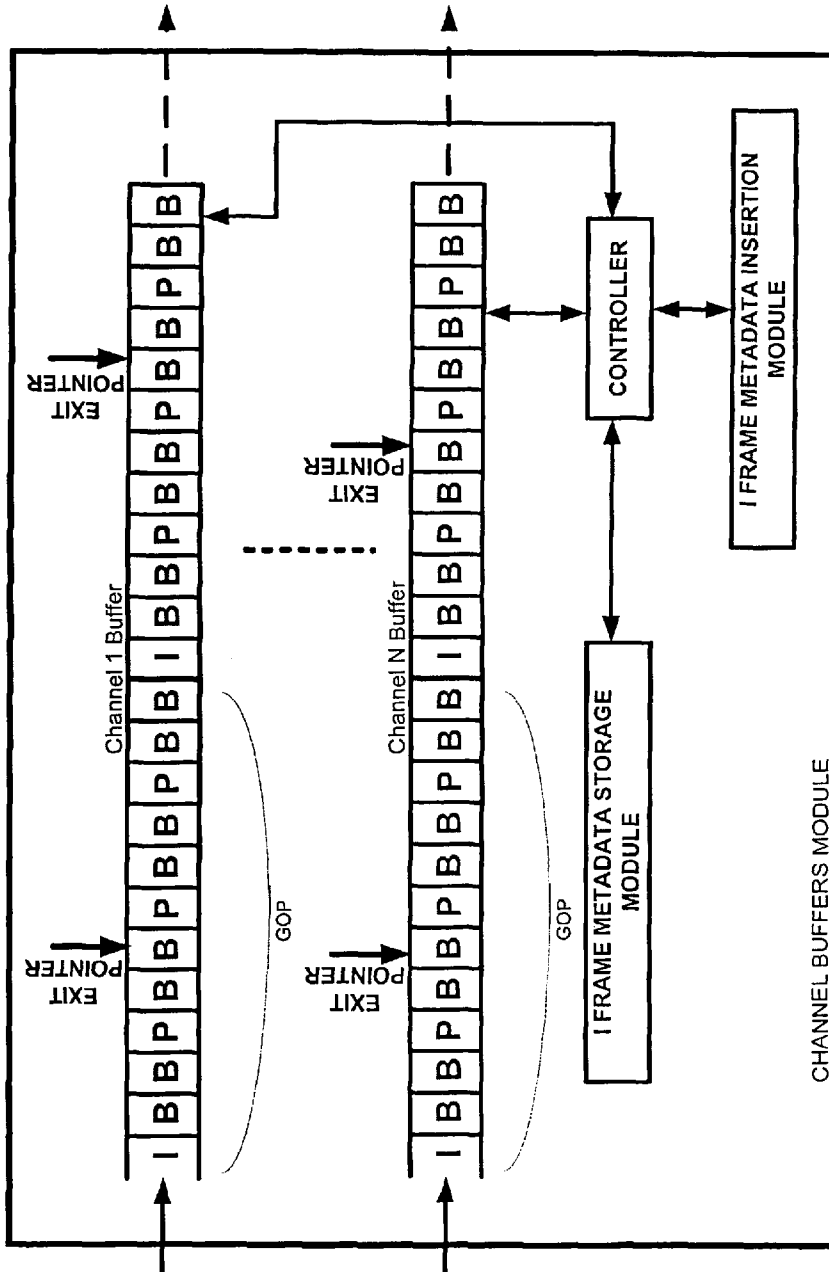 EXIT
POINTER
EXIT
POINTER
Channel 1 Buffer
I B B P B B P B B P B B I B B P B B P B B P B B
GOP
EXIT
POINTER
EXIT
POINTER
Channel N Buffer
I B B P B B P B B P B B I B B P B B P B B P B B
GOP
I FRAME METADATA STORAGE
MODULE
CONTROLLER
I FRAME METADATA INSERTION
MODULE
CHANNEL BUFFERS MODULE